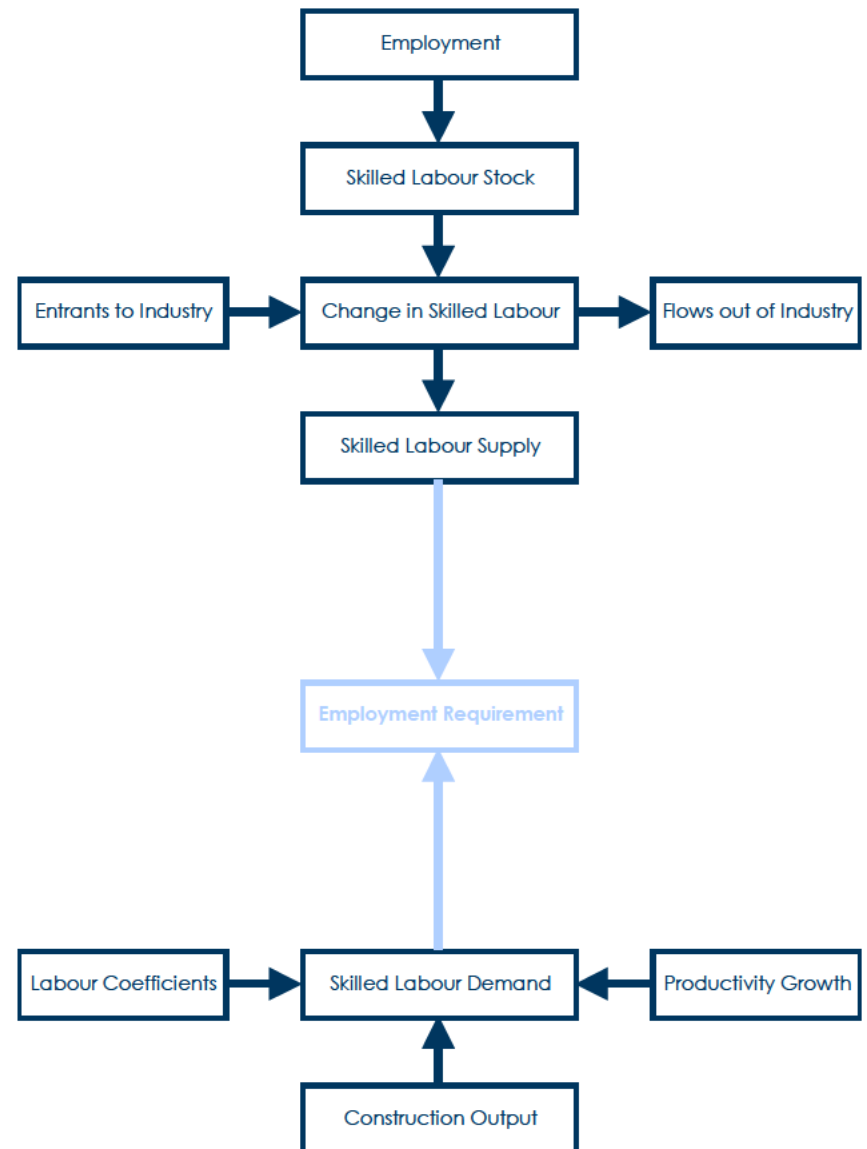 Employment
Skilled Labour Stock
Entrants to Industry
Change in Skilled Labour
Flows out of Industry
Skilled Labour Supply
Employment Requirement
Labour Coefficients
Skilled Labour Demand
Productivity Growth
Construction Output